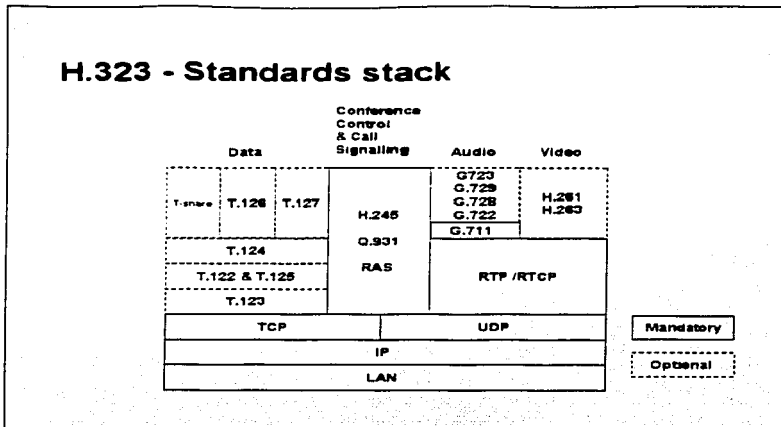 H.323 - Standards stack
Conference
Control
& Call
Signalling
Data
Audio
Video
T-share
T.126
T.127
H.245
Q.931
RAS
G723
G.729
G.728
G.722
G.711
H.261
H.263
T.124
T.122 & T.125
T.123
RTP /RTCP
TCP
UDP
IP
LAN
Mandatory
Optional